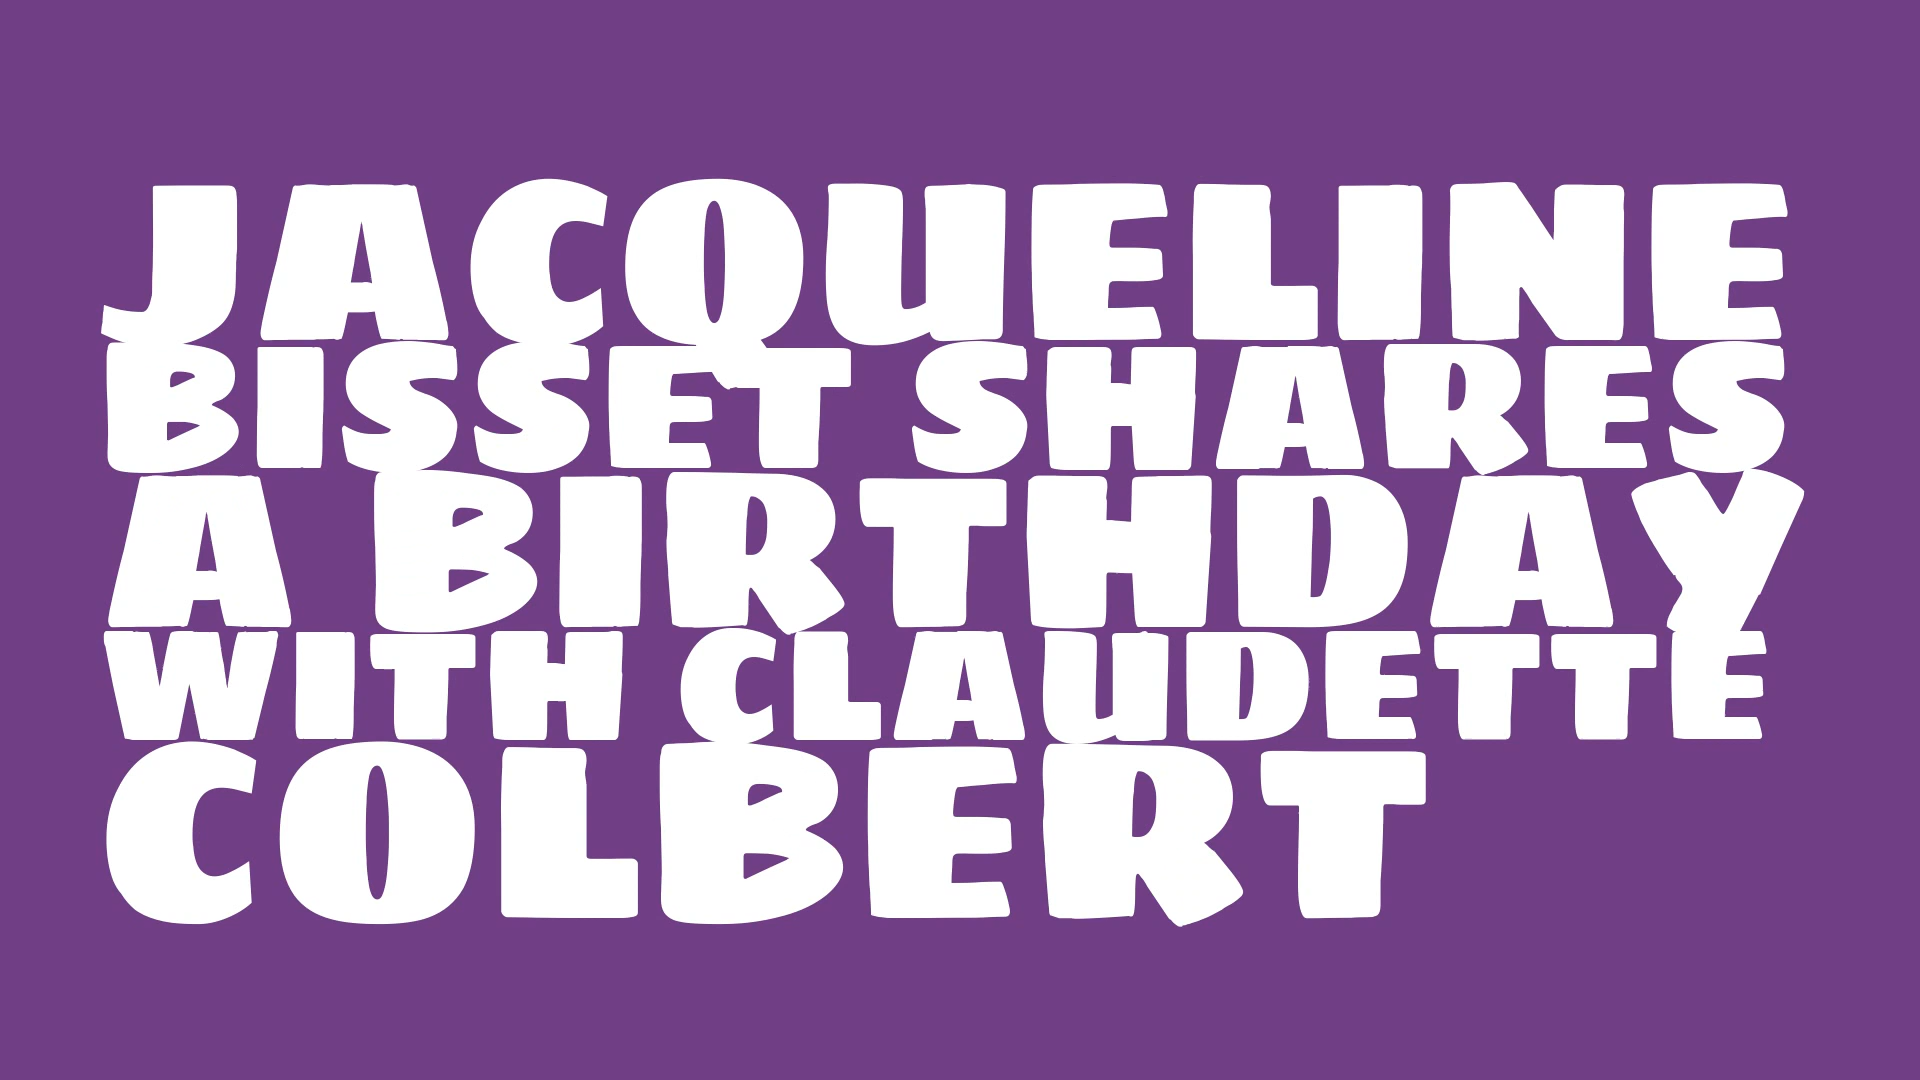 JACQUELINE
BISSET SHARES
A BIRTHDAY
WITH CLAUDETTE
COLBERT